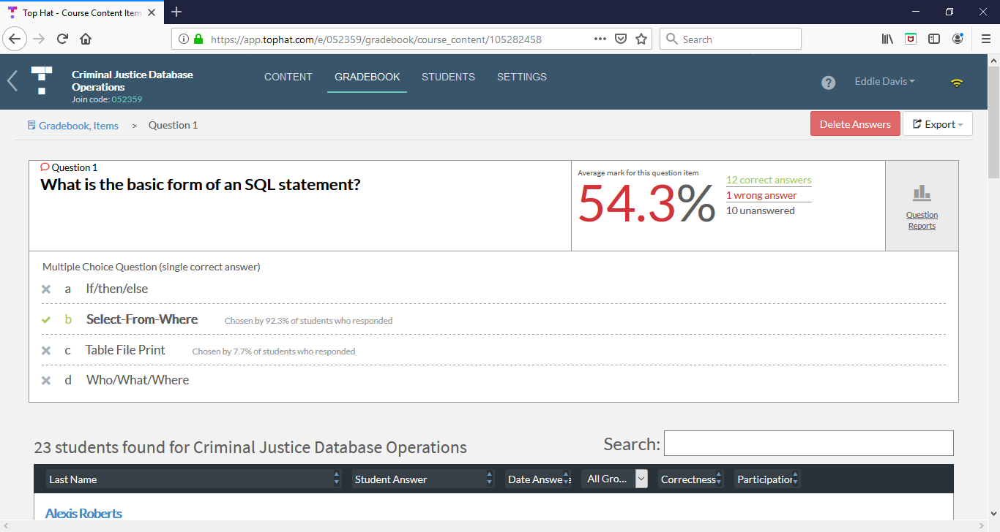 Top Hat - Course Content Item
https://app.tophat.com/e/052359/gradebook/course_content/105282458
Search
Criminal Justice Database
Operations
Join code: 052359
CONTENT
GRADEBOOK
STUDENTS
SETTINGS
?
Eddie Davis
Gradebook, Items > Question 1
Delete Answers
Export
Question 1
What is the basic form of an SQL statement?
Average mark for this question item
54.3%
12 correct answers
1 wrong answer
10 unanswered
Question
Reports
Multiple Choice Question (single correct answer)
a If/then/else
b Select-From-Where Chosen by 92.3% of students who responded
c Table File Print Chosen by 7.7% of students who responded
d Who/What/Where
23 students found for Criminal Justice Database Operations
Search:
Last Name
Student Answer
Date Answe
All Gro...
Correctness
Participation
Alexis Roberts